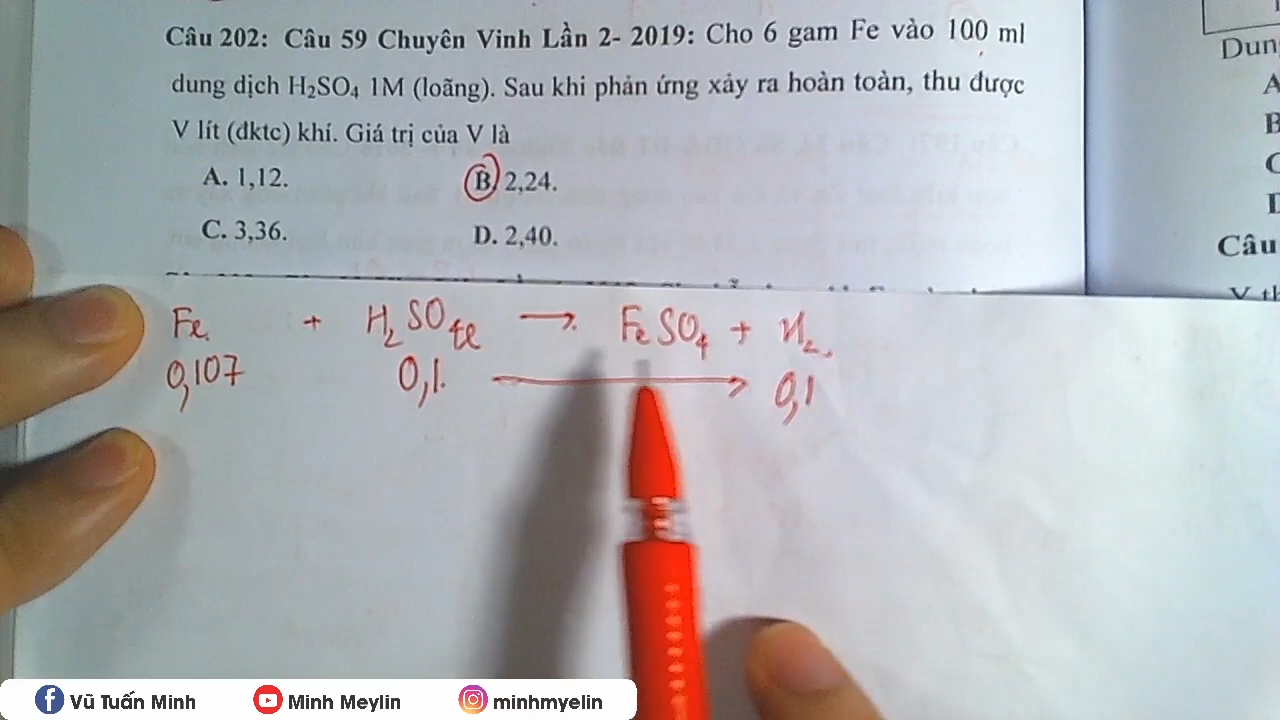 Câu 202: Câu 59 Chuyên Vinh Lần 2- 2019: Cho 6 gam Fe vào 100 ml
dung dịch H₂SO₄ 1M (loãng). Sau khi phản ứng xảy ra hoàn toàn, thu được
V lít (đktc) khí. Giá trị của V là
A. 1,12. B. 2,24.
C. 3,36. D. 2,40.
Fe + H₂SO₄ → FeSO₄ + H₂
0,107 0,1 → 0,1
Dun
A
B
C
Câu
Vũ Tuấn Minh Minh Meylin minhmyelin